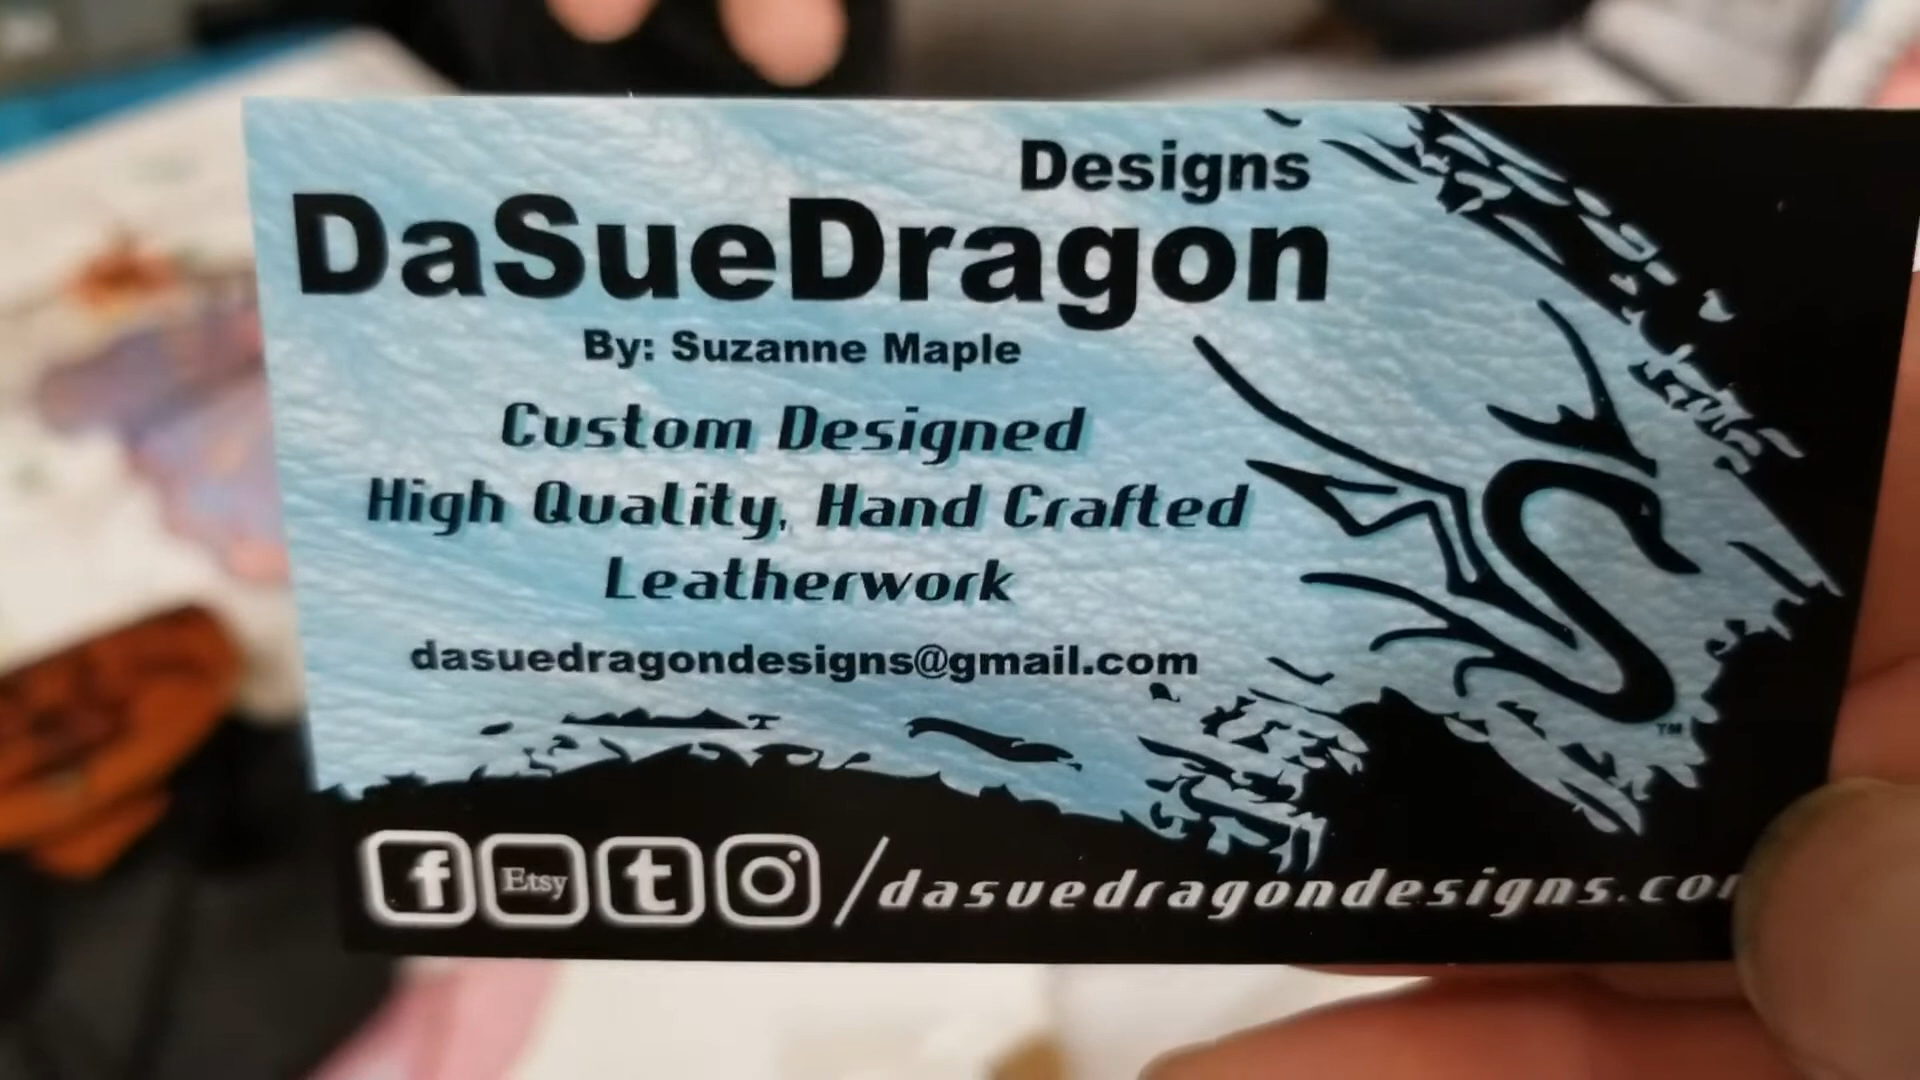 Designs
DaSueDragon
By: Suzanne Maple
Custom Designed
High Quality, Hand Crafted
Leatherwork
dasuedragondesigns@gmail.com
TM
f Etsy t /dasuedragondesigns.co